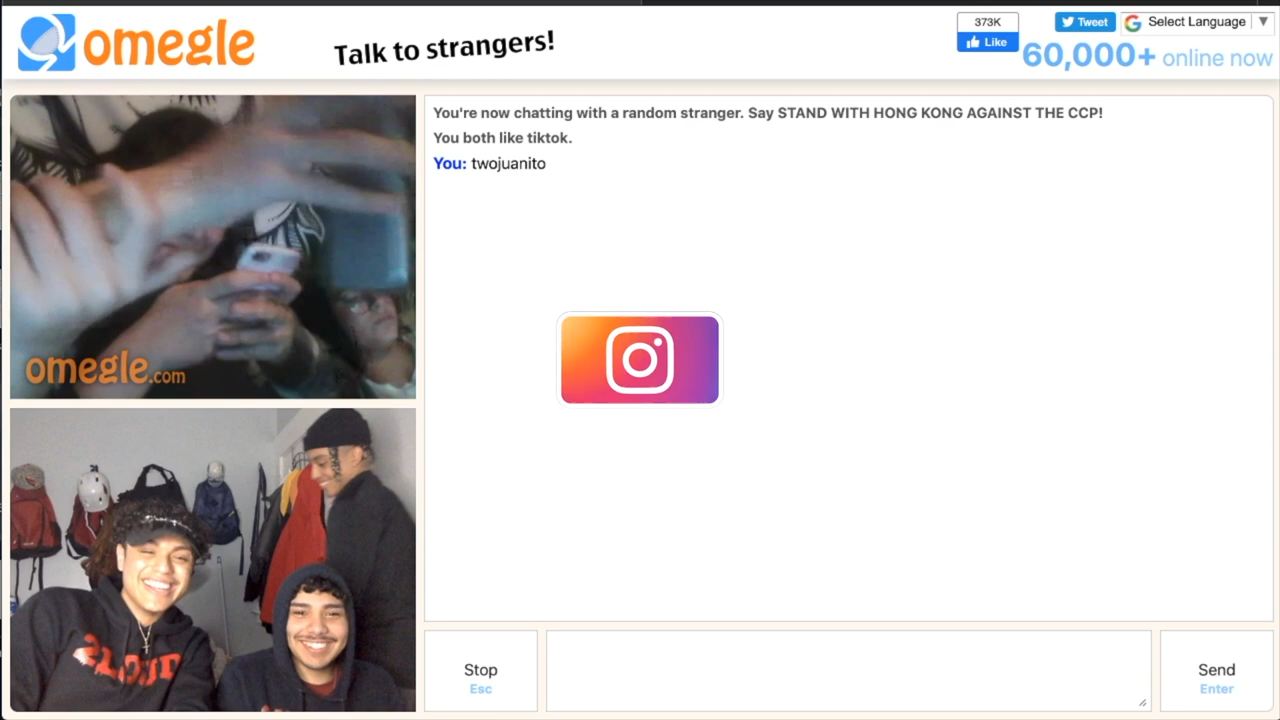 omegle
Talk to strangers!
373K
Like
Tweet
Select Language
60,000+ online now
You're now chatting with a random stranger. Say STAND WITH HONG KONG AGAINST THE CCP!
You both like tiktok.
You: twojuanito
omegle.com
Stop
Esc
Send
Enter